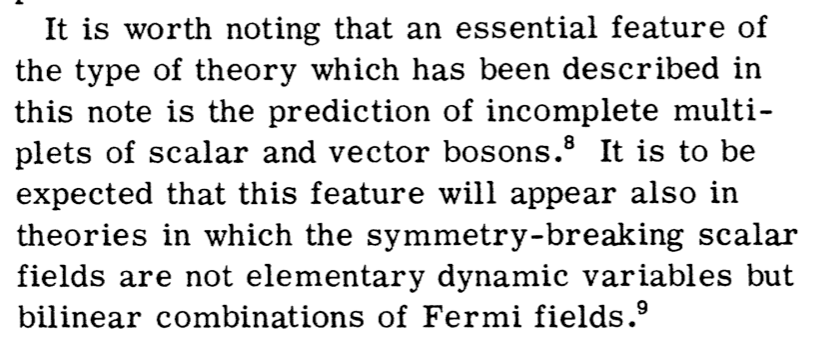 It is worth noting that an essential feature of
the type of theory which has been described in
this note is the prediction of incomplete multi-
plets of scalar and vector bosons.⁸ It is to be
expected that this feature will appear also in
theories in which the symmetry-breaking scalar
fields are not elementary dynamic variables but
bilinear combinations of Fermi fields.⁹